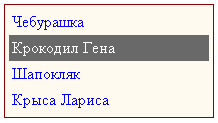 Чебурашка
Крокодил Гена
Шапокляк
Крыса Лариса